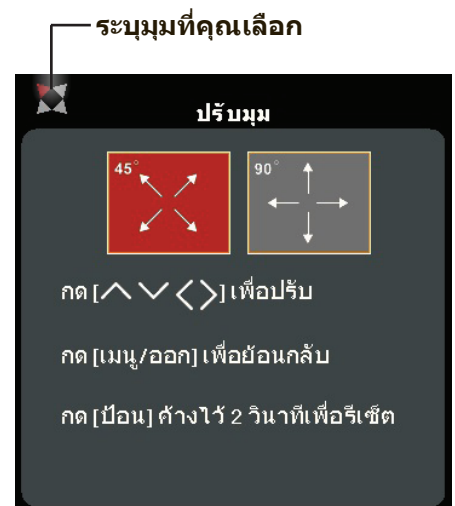 ระบุมุมที่คุณเลือก
ปรับมุม
45° 90°
กด [] เพื่อปรับ
กด [เมนู/ออก] เพื่อย้อนกลับ
กด [ป้อน] ค้างไว้ 2 วินาทีเพื่อรีเซ็ต